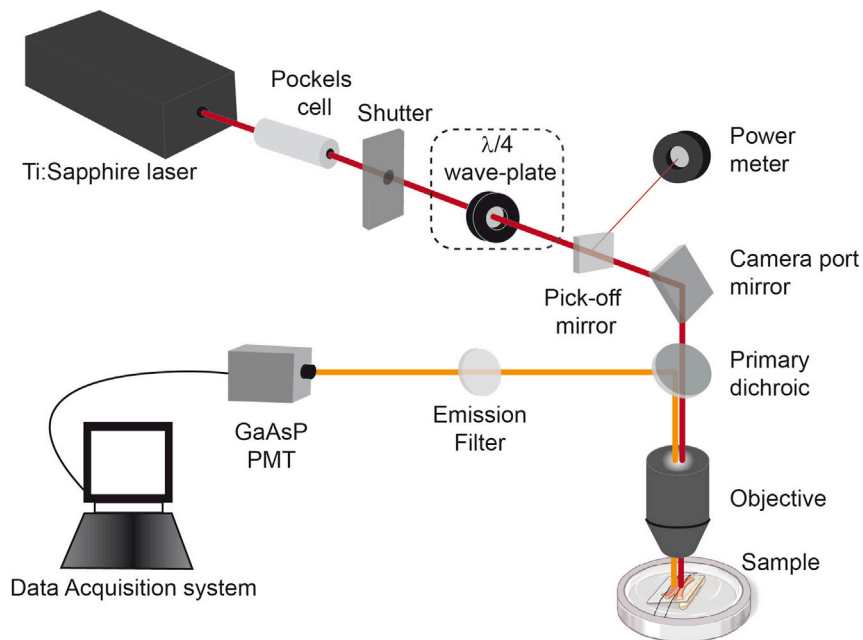 Pockels
cell
Shutter
λ/4
wave-plate
Power
meter
Ti:Sapphire laser
Camera port
mirror
Pick-off
mirror
Primary
dichroic
Emission
Filter
GaAsP
PMT
Objective
Sample
Data Acquisition system